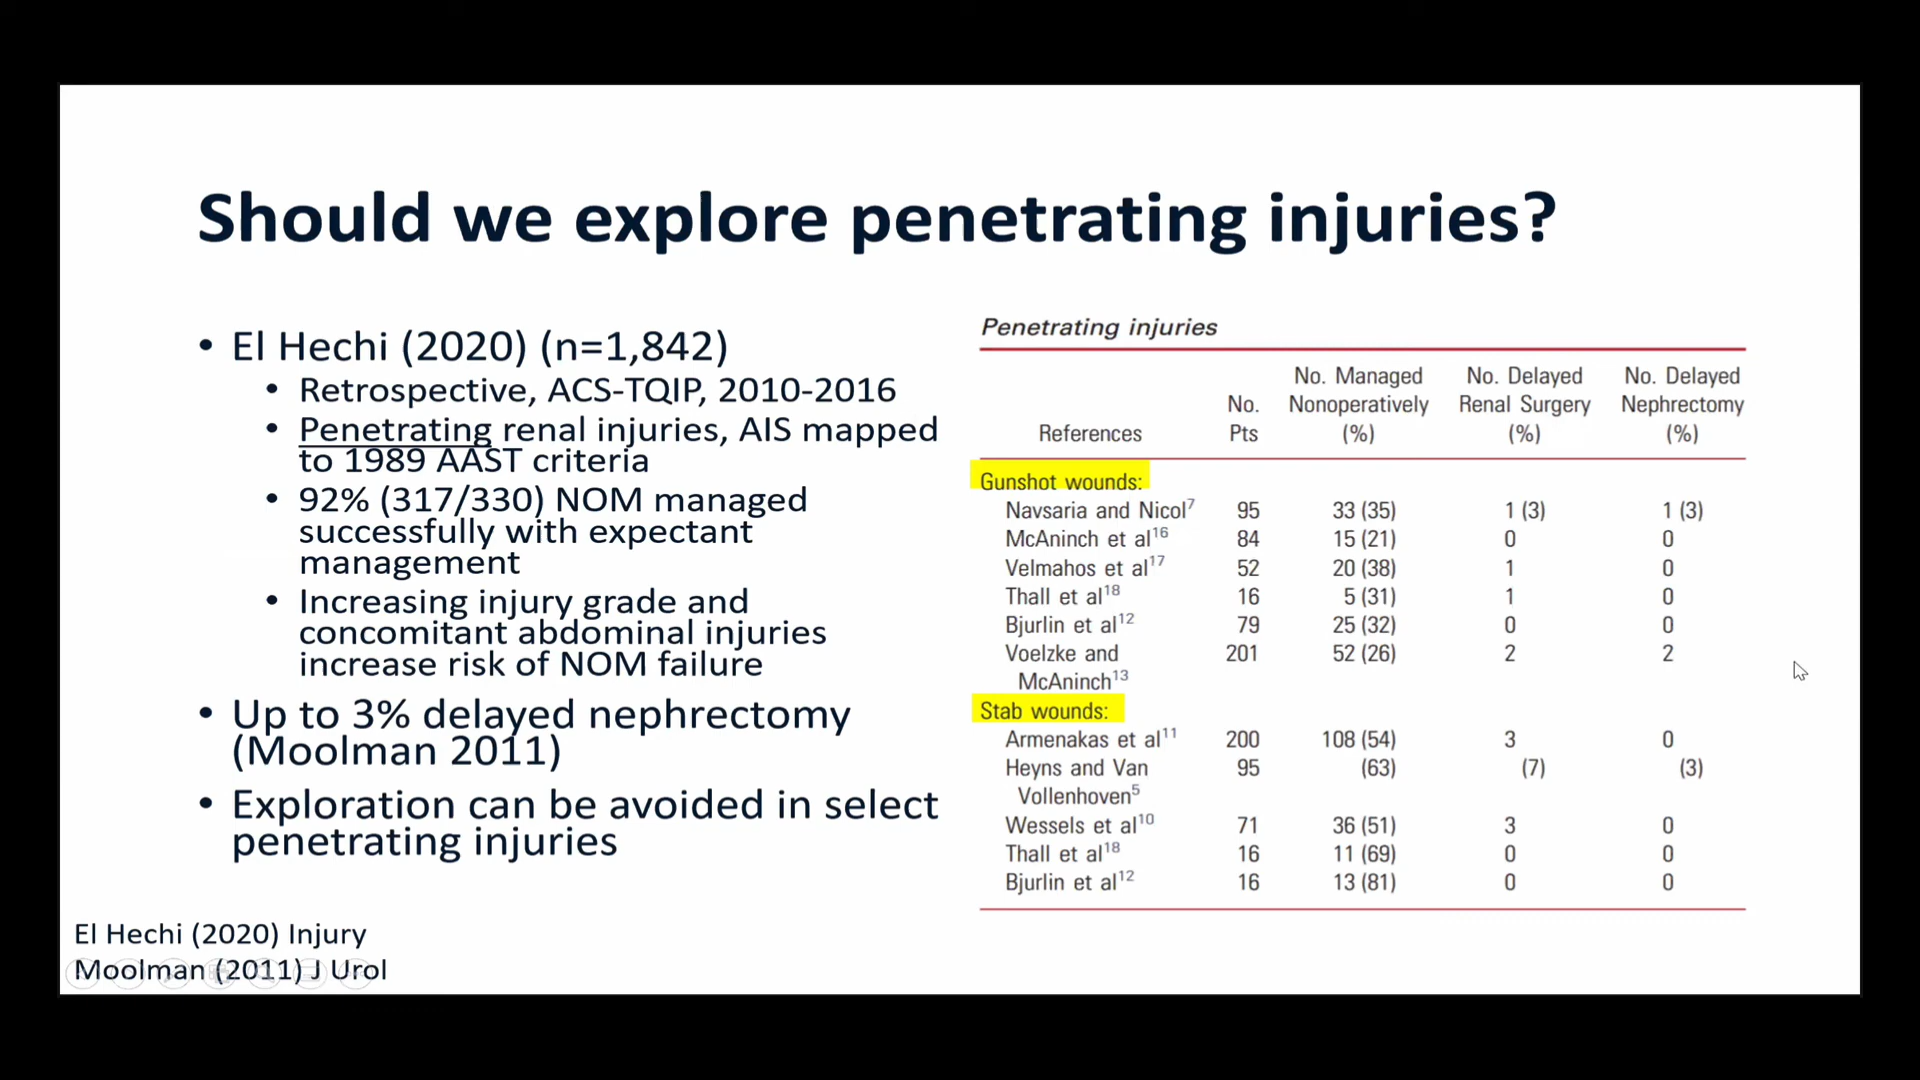 Should we explore penetrating injuries?
• El Hechi (2020) (n=1,842)
• Retrospective, ACS-TQIP, 2010-2016
• Penetrating renal injuries, AIS mapped
to 1989 AAST criteria
• 92% (317/330) NOM managed
successfully with expectant
management
• Increasing injury grade and
concomitant abdominal injuries
increase risk of NOM failure
• Up to 3% delayed nephrectomy
(Moolman 2011)
• Exploration can be avoided in select
penetrating injuries
El Hechi (2020) Injury
Moolman (2011) J Urol
Penetrating injuries
No. Managed No. Delayed No. Delayed
No. Nonoperatively Renal Surgery Nephrectomy
References Pts (%) (%) (%)
Gunshot wounds:
Navsaria and Nicol⁷ 95 33 (35) 1 (3) 1 (3)
McAninch et al¹⁶ 84 15 (21) 0 0
Velmahos et al¹⁷ 52 20 (38) 1 0
Thall et al¹⁸ 16 5 (31) 1 0
Bjurlin et al¹² 79 25 (32) 0 0
Voelzke and 201 52 (26) 2 2
McAninch¹³
Stab wounds:
Armenakas et al¹¹ 200 108 (54) 3 0
Heyns and Van 95 (63) (7) (3)
Vollenhoven⁵
Wessels et al¹⁰ 71 36 (51) 3 0
Thall et al¹⁸ 16 11 (69) 0 0
Bjurlin et al¹² 16 13 (81) 0 0